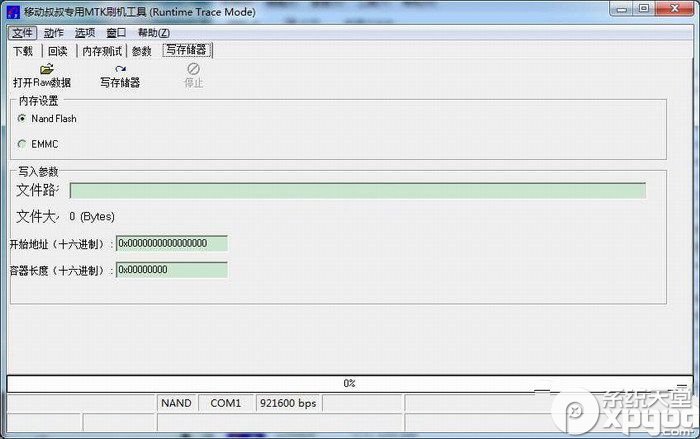 移动叔叔专用MTK刷机工具 (Runtime Trace Mode)
文件 动作 选项 窗口 帮助(Z)
下载 回读 内存测试 参数 写存储器
打开Raw数据 写存储器 停止
内存设置
Nand Flash
EMMC
写入参数
文件路
文件大 0 (Bytes)
开始地址（十六进制）: 0x0000000000000000
容器长度（十六进制）: 0x00000000
0%
NAND COM1 921600 bps
系统天堂
xpgod